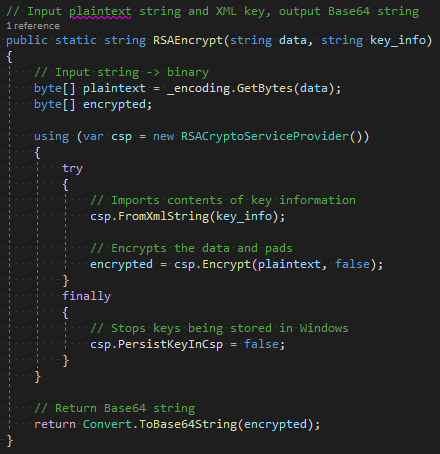 // Input plaintext string and XML key, output Base64 string
1 reference
public static string RSAEncrypt(string data, string key_info)
{
    // Input string -> binary
    byte[] plaintext = _encoding.GetBytes(data);
    byte[] encrypted;

    using (var csp = new RSACryptoServiceProvider())
    {
        try
        {
            // Imports contents of key information
            csp.FromXmlString(key_info);

            // Encrypts the data and pads
            encrypted = csp.Encrypt(plaintext, false);
        }
        finally
        {
            // Stops keys being stored in Windows
            csp.PersistKeyInCsp = false;
        }
    }

    // Return Base64 string
    return Convert.ToBase64String(encrypted);
}